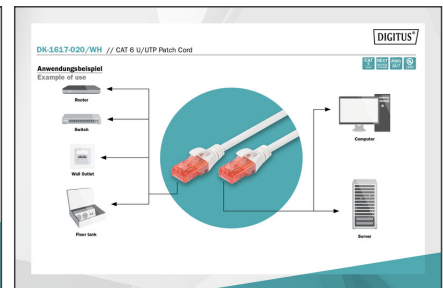 DIGITUS®
DK-1617-020/WH // CAT 6 U/UTP Patch Cord
Anwendungsbeispiel
Example of use
Router
Switch
Wall Outlet
Floor tank
Computer
Server